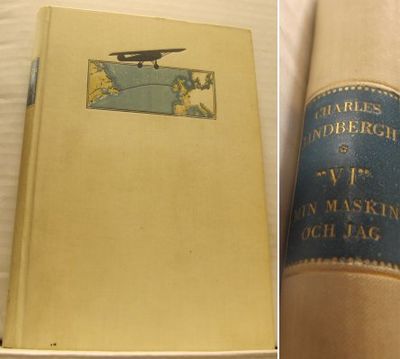 CHARLES
LINDBERGH
"VI"
MIN MASKIN
OCH JAG